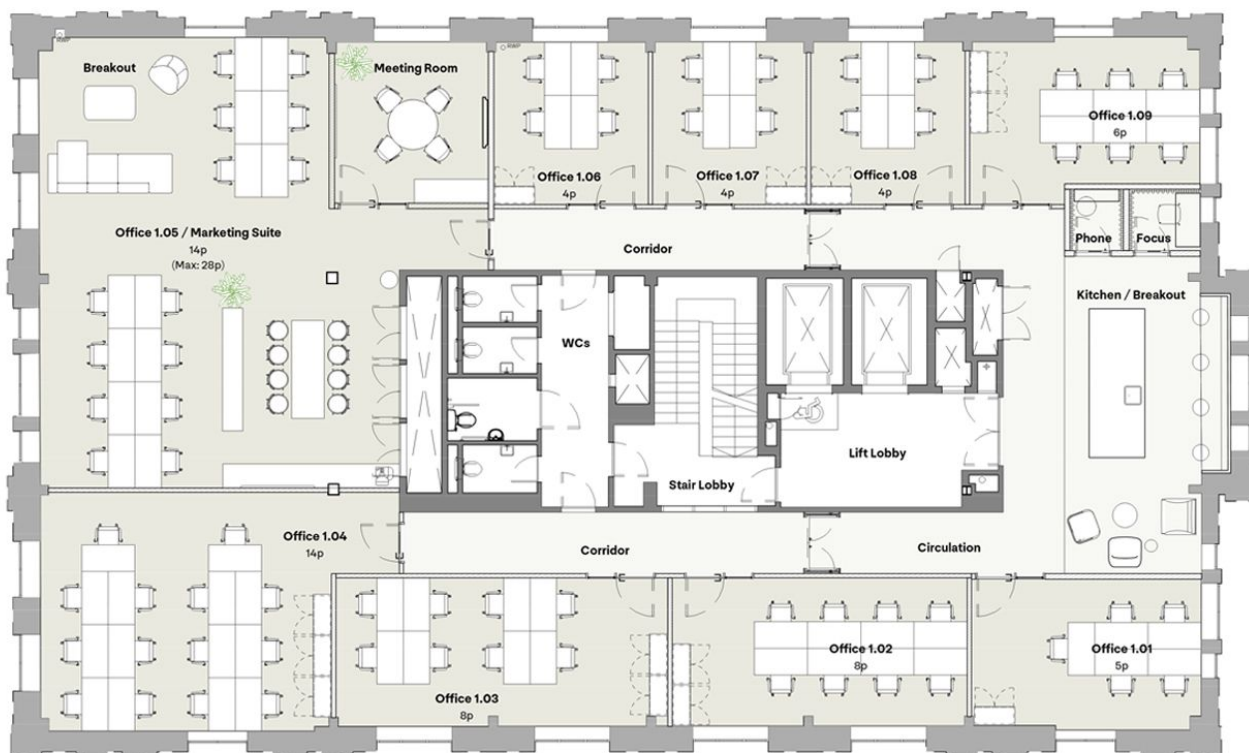 RWP
RWP
Breakout
Meeting Room
Office 1.09
6p
Office 1.06
4p
Office 1.07
4p
Office 1.08
4p
Office 1.05 / Marketing Suite
14p
(Max: 28p)
Corridor
Phone
Focus
Kitchen / Breakout
WCs
Lift Lobby
Stair Lobby
Office 1.04
14p
Corridor
Circulation
Office 1.03
8p
Office 1.02
8p
Office 1.01
5p